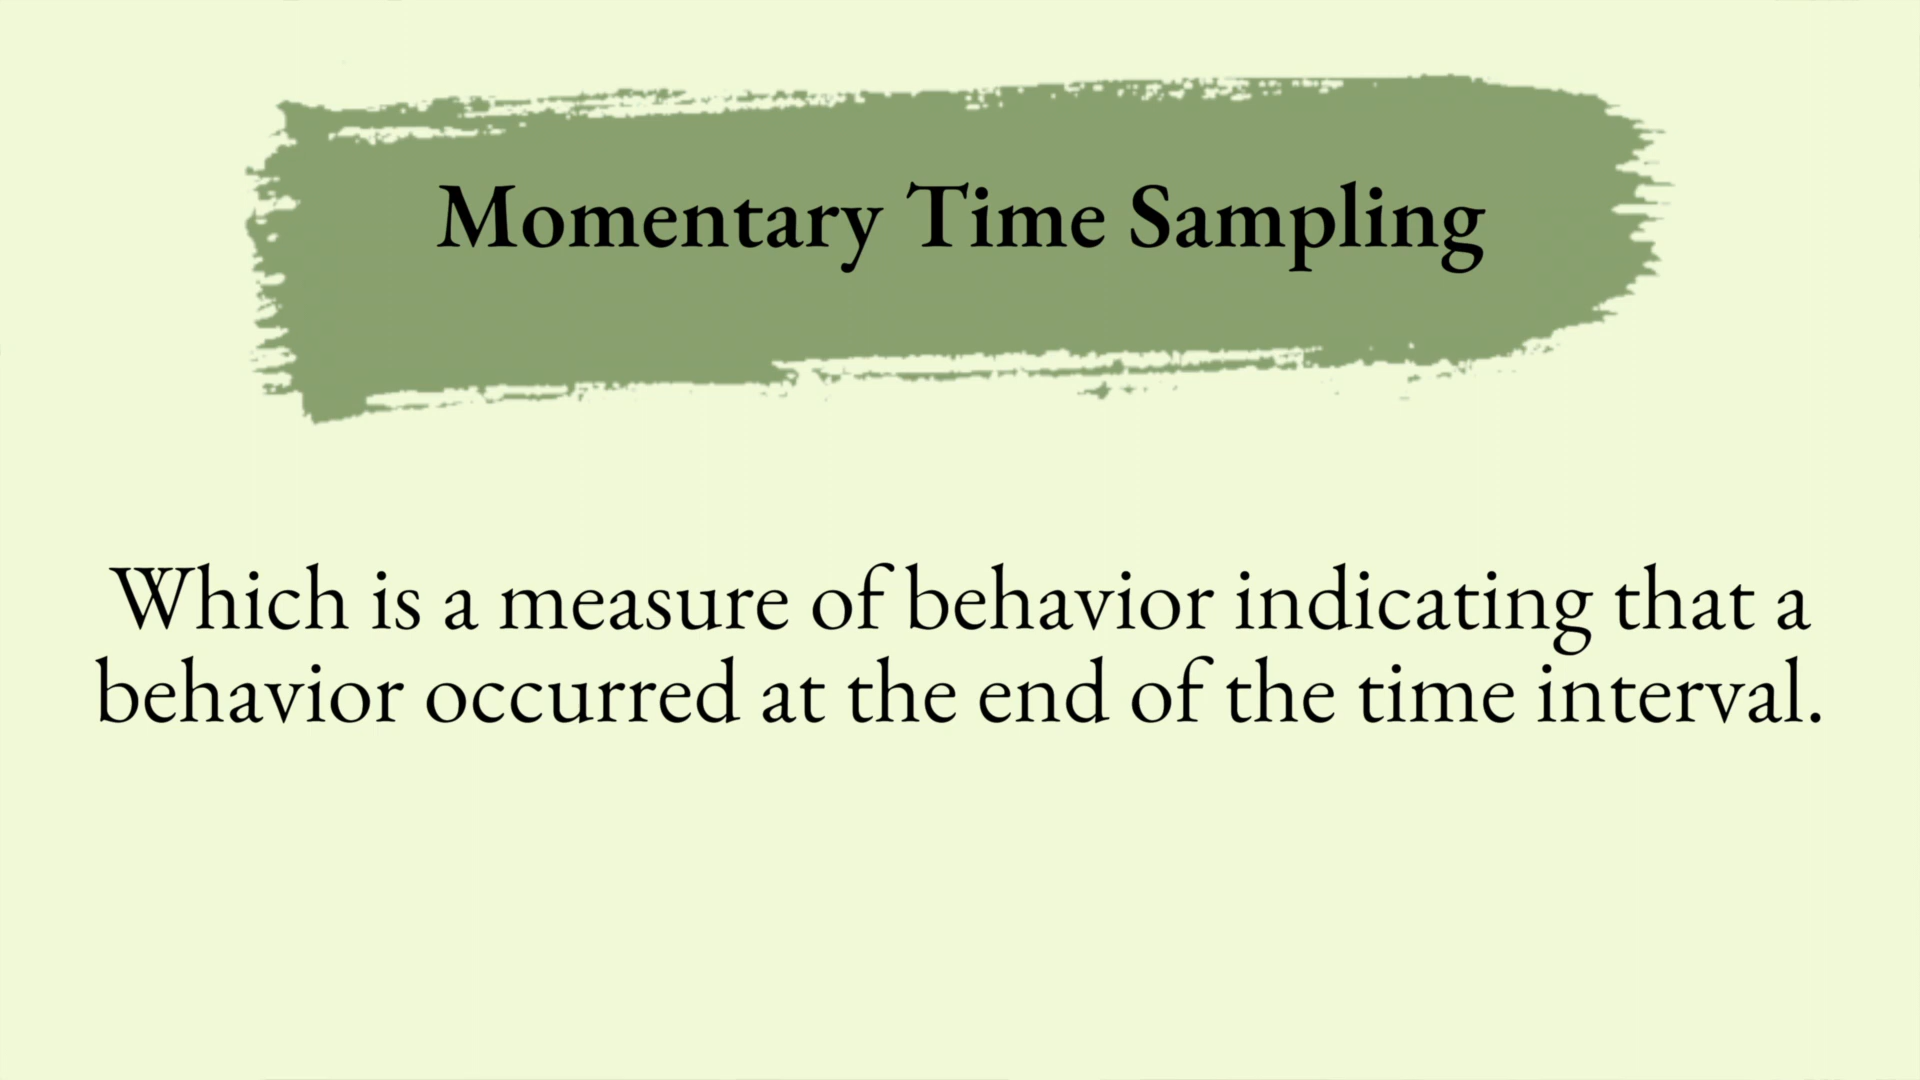 Momentary Time Sampling
Which is a measure of behavior indicating that a
behavior occurred at the end of the time interval.